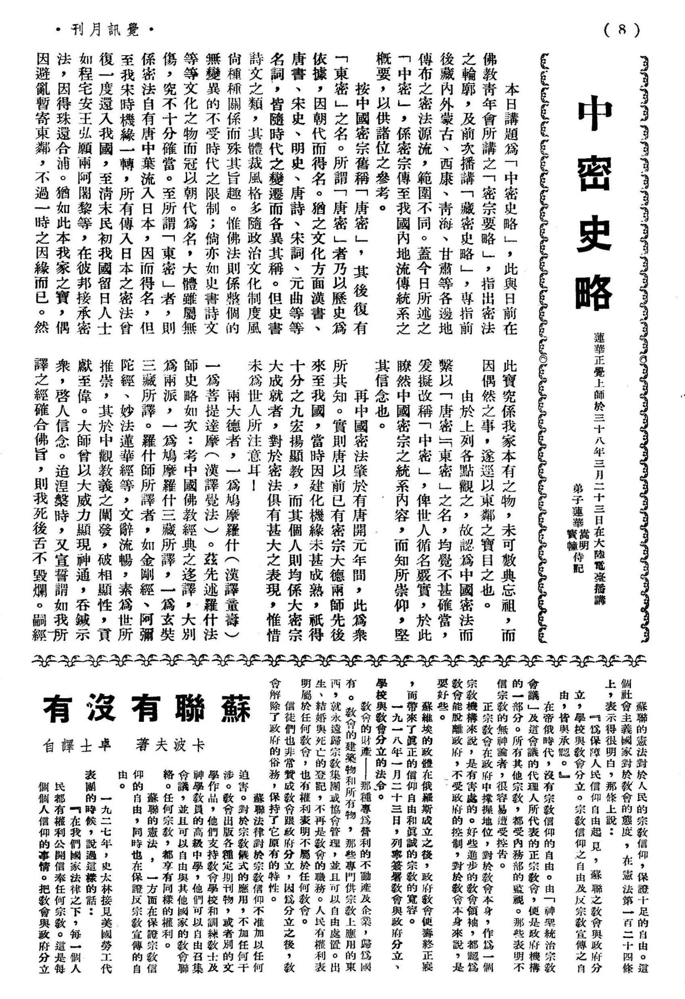 (8)
・覺訊月刊・
中密史略
蓮華正覺上師於三十八年三月二十三日在大陸電臺播講
弟子蓮華嵩明寶幢侍記
本日講題爲「中密史略」，此與日前在
佛教靑年會所講之「密宗要略」，指出密法
之輪廓，及前次播講「藏密史略」，專指前
後藏內外蒙古、西康、靑海、甘肅等各邊地
傳布之密法源流，範圍不同。蓋今日所述之
「中密」，係密宗傳至我國內地流傳統系之
概要，以供諸位之參考。
按中國密宗舊稱「唐密」，其後復有
「東密」之名。所謂「唐密」者乃以歷史爲
依據，因朝代而得名。猶之文化方面漢書、
唐書、宋史、明史、唐詩、宋詞、元曲等等
名詞，皆隨時代之變遷而各異其稱。但史書
詩文之類，其體裁風格多隨政治文化制度風
尙種種關係而殊其旨趣。惟佛法則係整個的
無變異的不受時代之限制；倘亦如史書詩文
等等文化之物而冠以朝代爲名，大體雖屬無
傷，究不十分確當。至所謂「東密」者，則
係密法自有唐中葉流入日本，因而得名，但
至我宋時機緣一轉，所有傳入日本之密法曾
復一度還入我國，至淸末民初我國留日人士
如程宅安王弘願兩阿闍黎等，在彼邦接承密
法，因得珠還合浦。猶如此本我家之寶，偶
因避亂暫寄東鄰，不過一時之因緣而已。然
此寶究係我家本有之物，未可數典忘祖，而
因偶然之事，遂逕以東鄰之寶目之也。
由於上列各點觀之，故認爲中國密法而
繫以「唐密」「東密」之名，均覺不甚確當，
爰擬改稱「中密」，俾世人循名覈實，於此
瞭然中國密宗之統系內容，而知所崇仰，堅
其信念也。
再中國密法肇於有唐開元年間，此爲衆
所共知。實則唐以前已有密宗大德兩師先後
來至我國，當時因建化機緣未甚成熟，祇得
十分之九宏揚顯教，而其個人則均係大密宗
大成就者，對於密法俱有甚大之表現，惟惜
未爲世人所注意耳！
兩大德者，一爲鳩摩羅什（漢譯童壽）
一爲菩提達摩（漢譯覺法）。茲先述羅什法
師史略如次：考中國佛教經典之迻譯，大別
爲兩派，一爲鳩摩羅什三藏所譯，一爲玄奘
三藏所譯。羅什師所譯者，如金剛經、阿彌
陀經、妙法蓮華經等，文辭流暢，素爲世所
推崇，其於中觀教義之闡發，破相顯性，貢
獻至偉。大師曾以大威力顯現神通，吞鍼示
衆，啓人信念。迨涅槃時，又宣誓謂如我所
譯之經確合佛旨，則我死後舌不毀爛。嗣經
蘇聯有沒有
卡波夫著　卓士譯自
蘇聯的憲法對於人民的宗敎信仰，保證十足的自由。這
個社會主義國家對於敎會的態度，在憲法第一百二十四條
上，表示得很明白，那條上說：
『爲保障人民信仰自由起見，蘇聯之敎會與政府分
立，學校與敎會分立。宗敎信仰之自由及反宗敎宣傳之自
由，皆與承認。』
在帝俄時代，沒有宗敎信仰的自由。由「神聖統治宗敎
會議」及這會議的代理人所代表的正宗敎會，便是政府機構
的一部分。所有其他宗敎，都受內務部的監視。那些表明不
信宗敎的無神論者，很容易遭受控告。
正宗敎會在政府中撐握地位，對於敎會本身，作爲一個
宗敎機構來說，是有害處的。好些進步的敎會領袖，都認爲
敎會能脫離政府，不受政府的控制，對於敎會本身來說，是
要好些。
蘇維埃的政體在俄羅斯成立之後，政府敎會便壽終正寢
，而帶來了眞正的信仰自由和眞誠的宗敎的寬容。
一九一八年一月二十三日，列寧簽署敎會與政府分立、
學校與敎會分立的法令。
敎會的財產——那種專爲營利的不動產及企業，歸爲國
有。敎會的建築物和所有物，那些專門供宗敎上應用的東
西，就永遠歸宗敎集團或協會管理，並且可以自由處置。出
生、結婚與死亡的登記，不再是敎會的職務。人民有權利表
明屬於任何敎會，也有權利表明不屬於任何敎會。
信徒們也非常贊成敎會跟政府分立，因爲分立之後，敎
會解除了政府的俗務，保持了它原有的特性。
蘇聯法律對於宗敎信仰不准加以任何
迫害。對於宗敎儀式的應用，不加任何干
涉。敎會出版各種定期刊物，或者別的文
學作品，他們支持敎會學校和訓練敎士及
神學敎員的高級中學，他們可以自由召集
會議，並且可以自由與其他國家的敎會聯
絡。任何宗敎，都享有同樣的權利。
蘇聯的憲法，一方面在保證宗敎信
仰的自由，同時也在保證反宗敎宣傳的自
由。
一九二七年，史太林接見美國勞工代
表團的時候，說過這樣的話：
『在我們國家法律之下，每一個人
民都有權利公開信奉任何宗敎。這是每
個個人信仰的事情。把敎會與政府分立